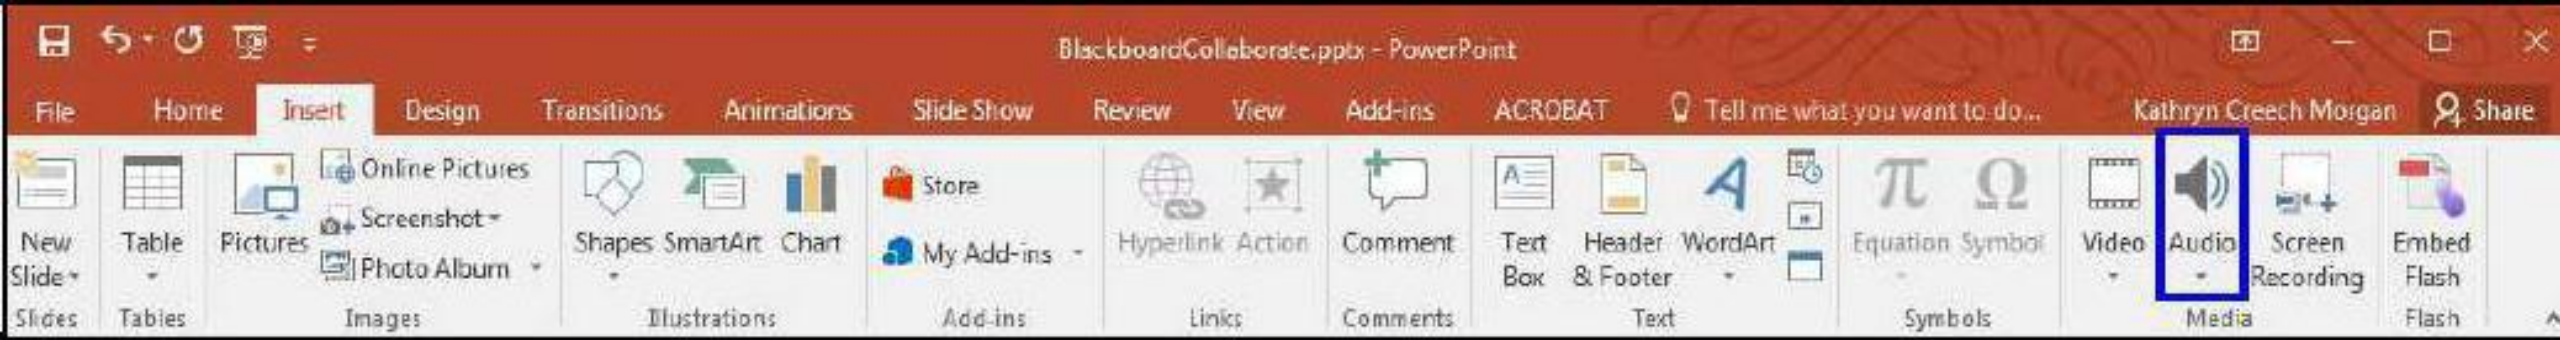 BlackboardCollaborate.pptx - PowerPoint
File Home Insert Design Transitions Animations Slide Show Review View Add-ins ACROBAT Tell me what you want to do... Kathryn Creech Morgan Share
New Slide
Table
Pictures
Online Pictures
Screenshot
Photo Album
Shapes
SmartArt
Chart
Store
My Add-ins
Hyperlink
Action
Comment
Text Box
Header & Footer
WordArt
Equation
Symbol
Video
Audio
Screen Recording
Embed Flash
Slides Tables Images Illustrations Add-ins Links Comments Text Symbols Media Flash